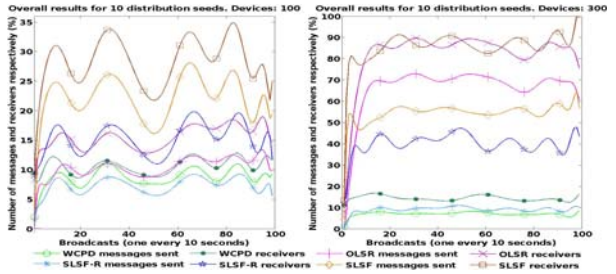 Overall results for 10 distribution seeds. Devices: 100
Overall results for 10 distribution seeds. Devices: 300
Number of messages and receivers respectively (%)
35
30
25
20
15
10
5
0
20
40
60
80
100
Broadcasts (one every 10 seconds)
Number of messages and receivers respectively (%)
100
90
80
70
60
50
40
30
20
10
0
0
20
40
60
80
100
Broadcasts (one every 10 seconds)
WCPD messages sent
WCPD receivers
OLSR messages sent
OLSR receivers
SLSF-R messages sent
SLSF-R receivers
SLSF messages sent
SLSF receivers